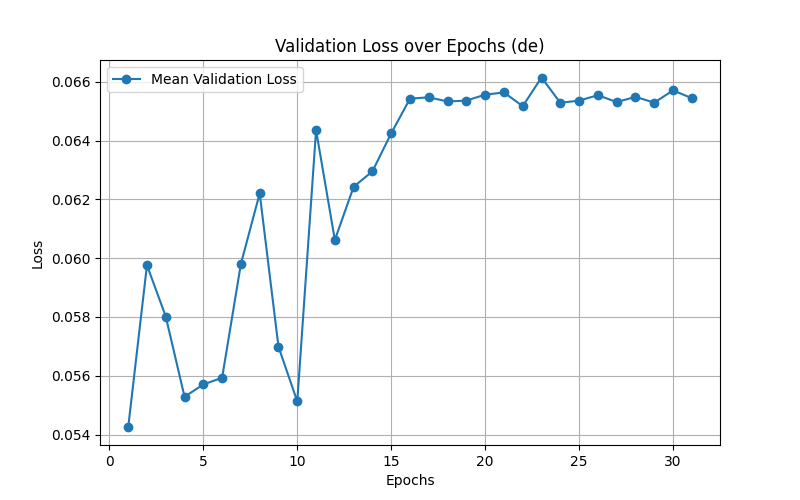 Validation Loss over Epochs (de)
Mean Validation Loss
0.066
0.064
0.062
0.060
0.058
0.056
0.054
Loss
0 5 10 15 20 25 30
Epochs